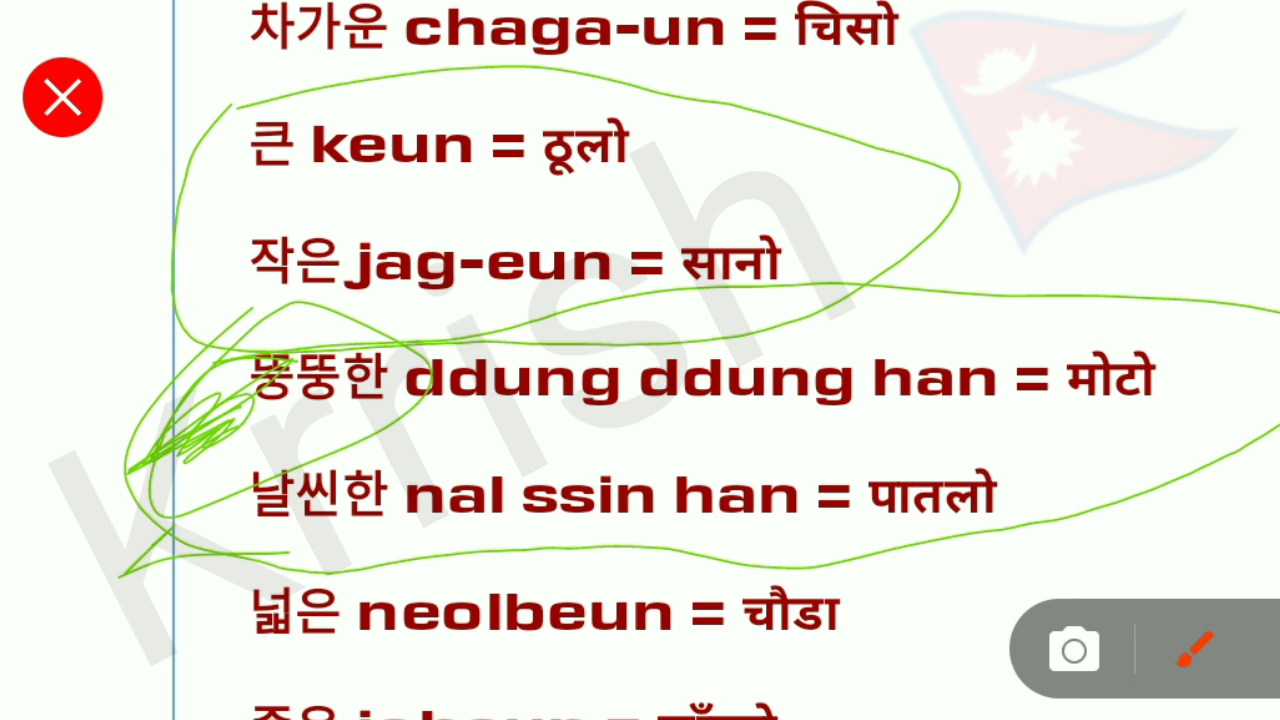 차가운 chaga-un = चिसो
큰 keun = ठूलो
작은 jag-eun = सानो
뚱뚱한 ddung ddung han = मोटो
날씬한 nal ssin han = पातलो
넓은 neolbeun = चौडा
Krrish